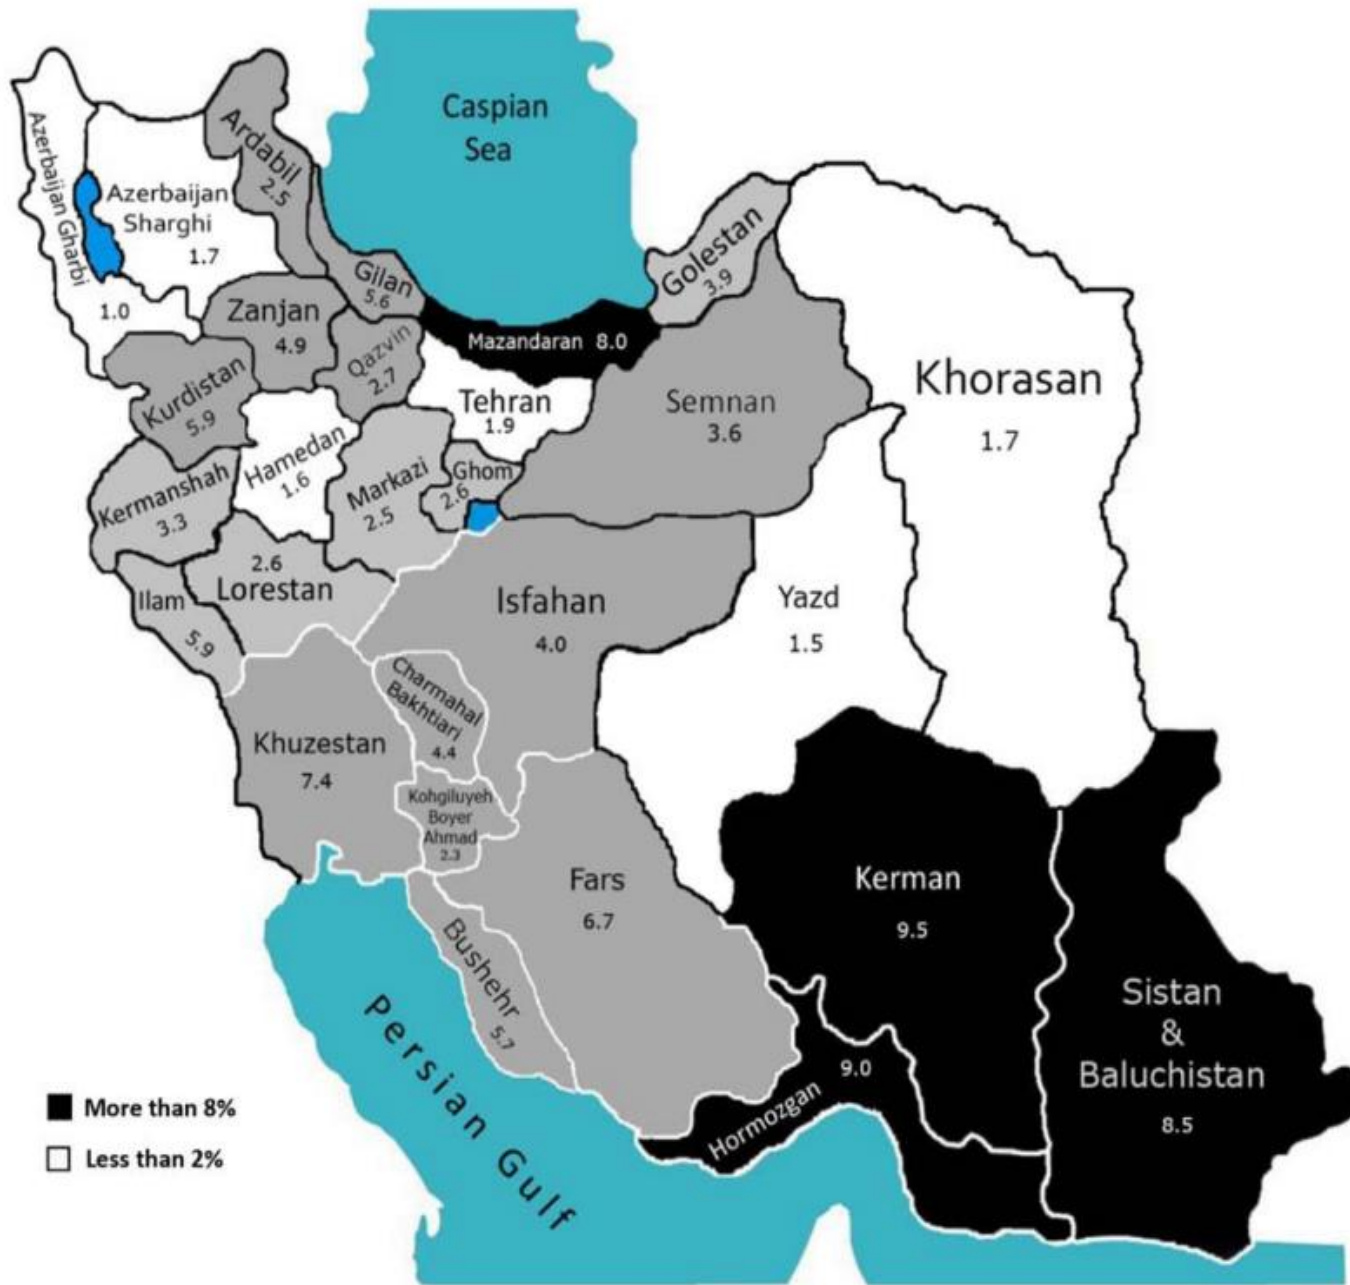 Caspian
Sea
Ardabil
2.5
Azerbaijan Gharbi
1.0
Azerbaijan
Sharghi
1.7
Gilan
5.6
Golestan
3.9
Zanjan
4.9
Qazvin
2.7
Mazandaran 8.0
Tehran
1.9
Semnan
3.6
Khorasan
1.7
Kurdistan
5.9
Hamedan
1.6
Markazi
2.5
Ghom
2.6
Kermanshah
3.3
2.6
Lorestan
Ilam
5.9
Isfahan
4.0
Yazd
1.5
Charmahal
Bakhtiari
4.4
Khuzestan
7.4
Kohgiluyeh
Boyer
Ahmad
2.3
Fars
6.7
Kerman
9.5
Bushehr
5.7
Sistan
&
Baluchistan
8.5
9.0
Hormozgan
Persian Gulf
More than 8%
Less than 2%